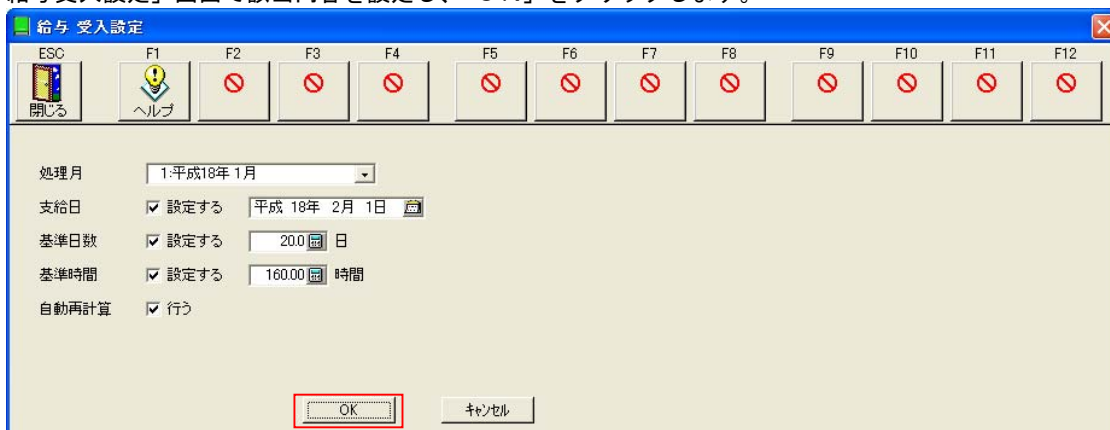 給与受入設定」画面で該当内容を設定し、「OK」をクリックします。
給与 受入設定
ESC F1 F2 F3 F4 F5 F6 F7 F8 F9 F10 F11 F12
閉じる ヘルプ
処理月 1:平成18年 1月
支給日 設定する 平成 18年 2月 1日
基準日数 設定する 20.0 日
基準時間 設定する 160.00 時間
自動再計算 行う
OK キャンセル